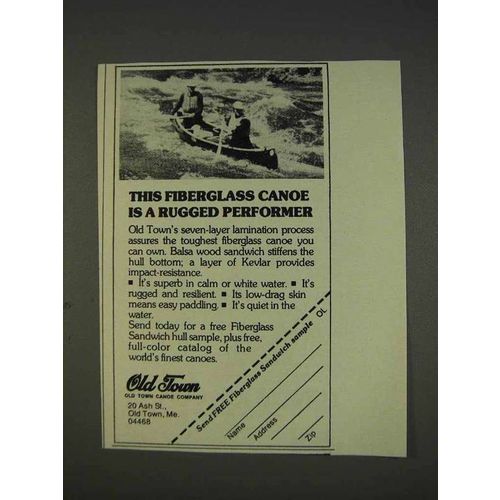 THIS FIBERGLASS CANOE
IS A RUGGED PERFORMER
Old Town's seven-layer lamination process
assures the toughest fiberglass canoe you
can own. Balsa wood sandwich stiffens the
hull bottom; a layer of Kevlar provides
impact-resistance.
▪ It's superb in calm or white water. ▪ It's
rugged and resilient. ▪ Its low-drag skin
means easy paddling. ▪ It's quiet in the
water.
Send today for a free Fiberglass
Sandwich hull sample, plus free,
full-color catalog of the
world's finest canoes.
Old Town
OLD TOWN CANOE COMPANY
20 Ash St.,
Old Town, Me.
04468
Send FREE Fiberglass Sandwich sample OL
Name
Address
Zip